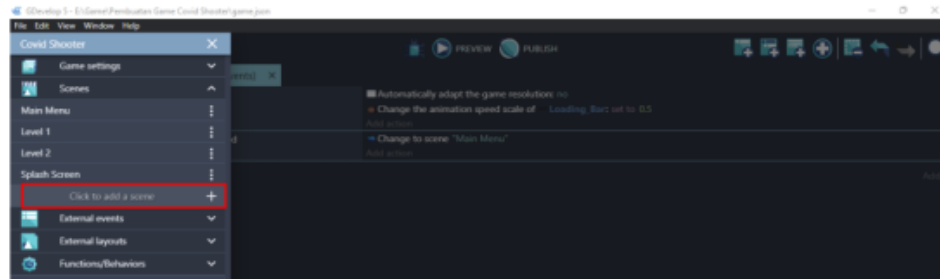 GDevelop 5 - E:\Game\Pembuatan Game Covid Shooter\game.json
File Edit View Window Help
Covid Shooter
PREVIEW
PUBLISH
Game settings
Scenes
Automatically adapt the game resolution: no
Main Menu
Change the animation speed scale of Loading_Bar: set to 0.5
Add action
Level 1
Change to scene "Main Menu"
Level 2
Add action
Splash Screen
Click to add a scene
External events
External layouts
Functions/Behaviors